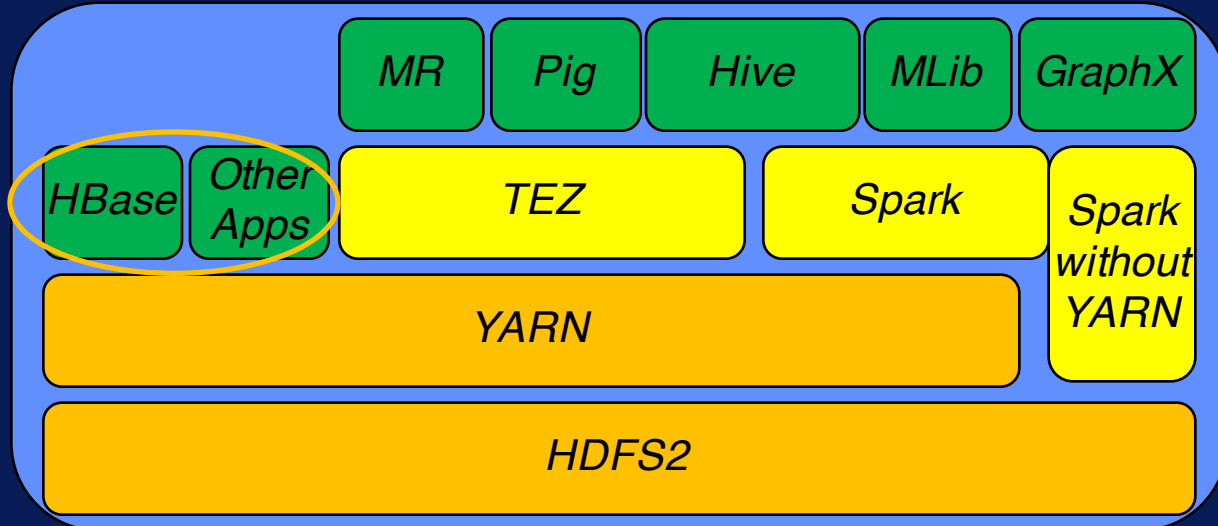 MR
Pig
Hive
MLib
GraphX
HBase
Other
Apps
TEZ
Spark
Spark
without
YARN
YARN
HDFS2